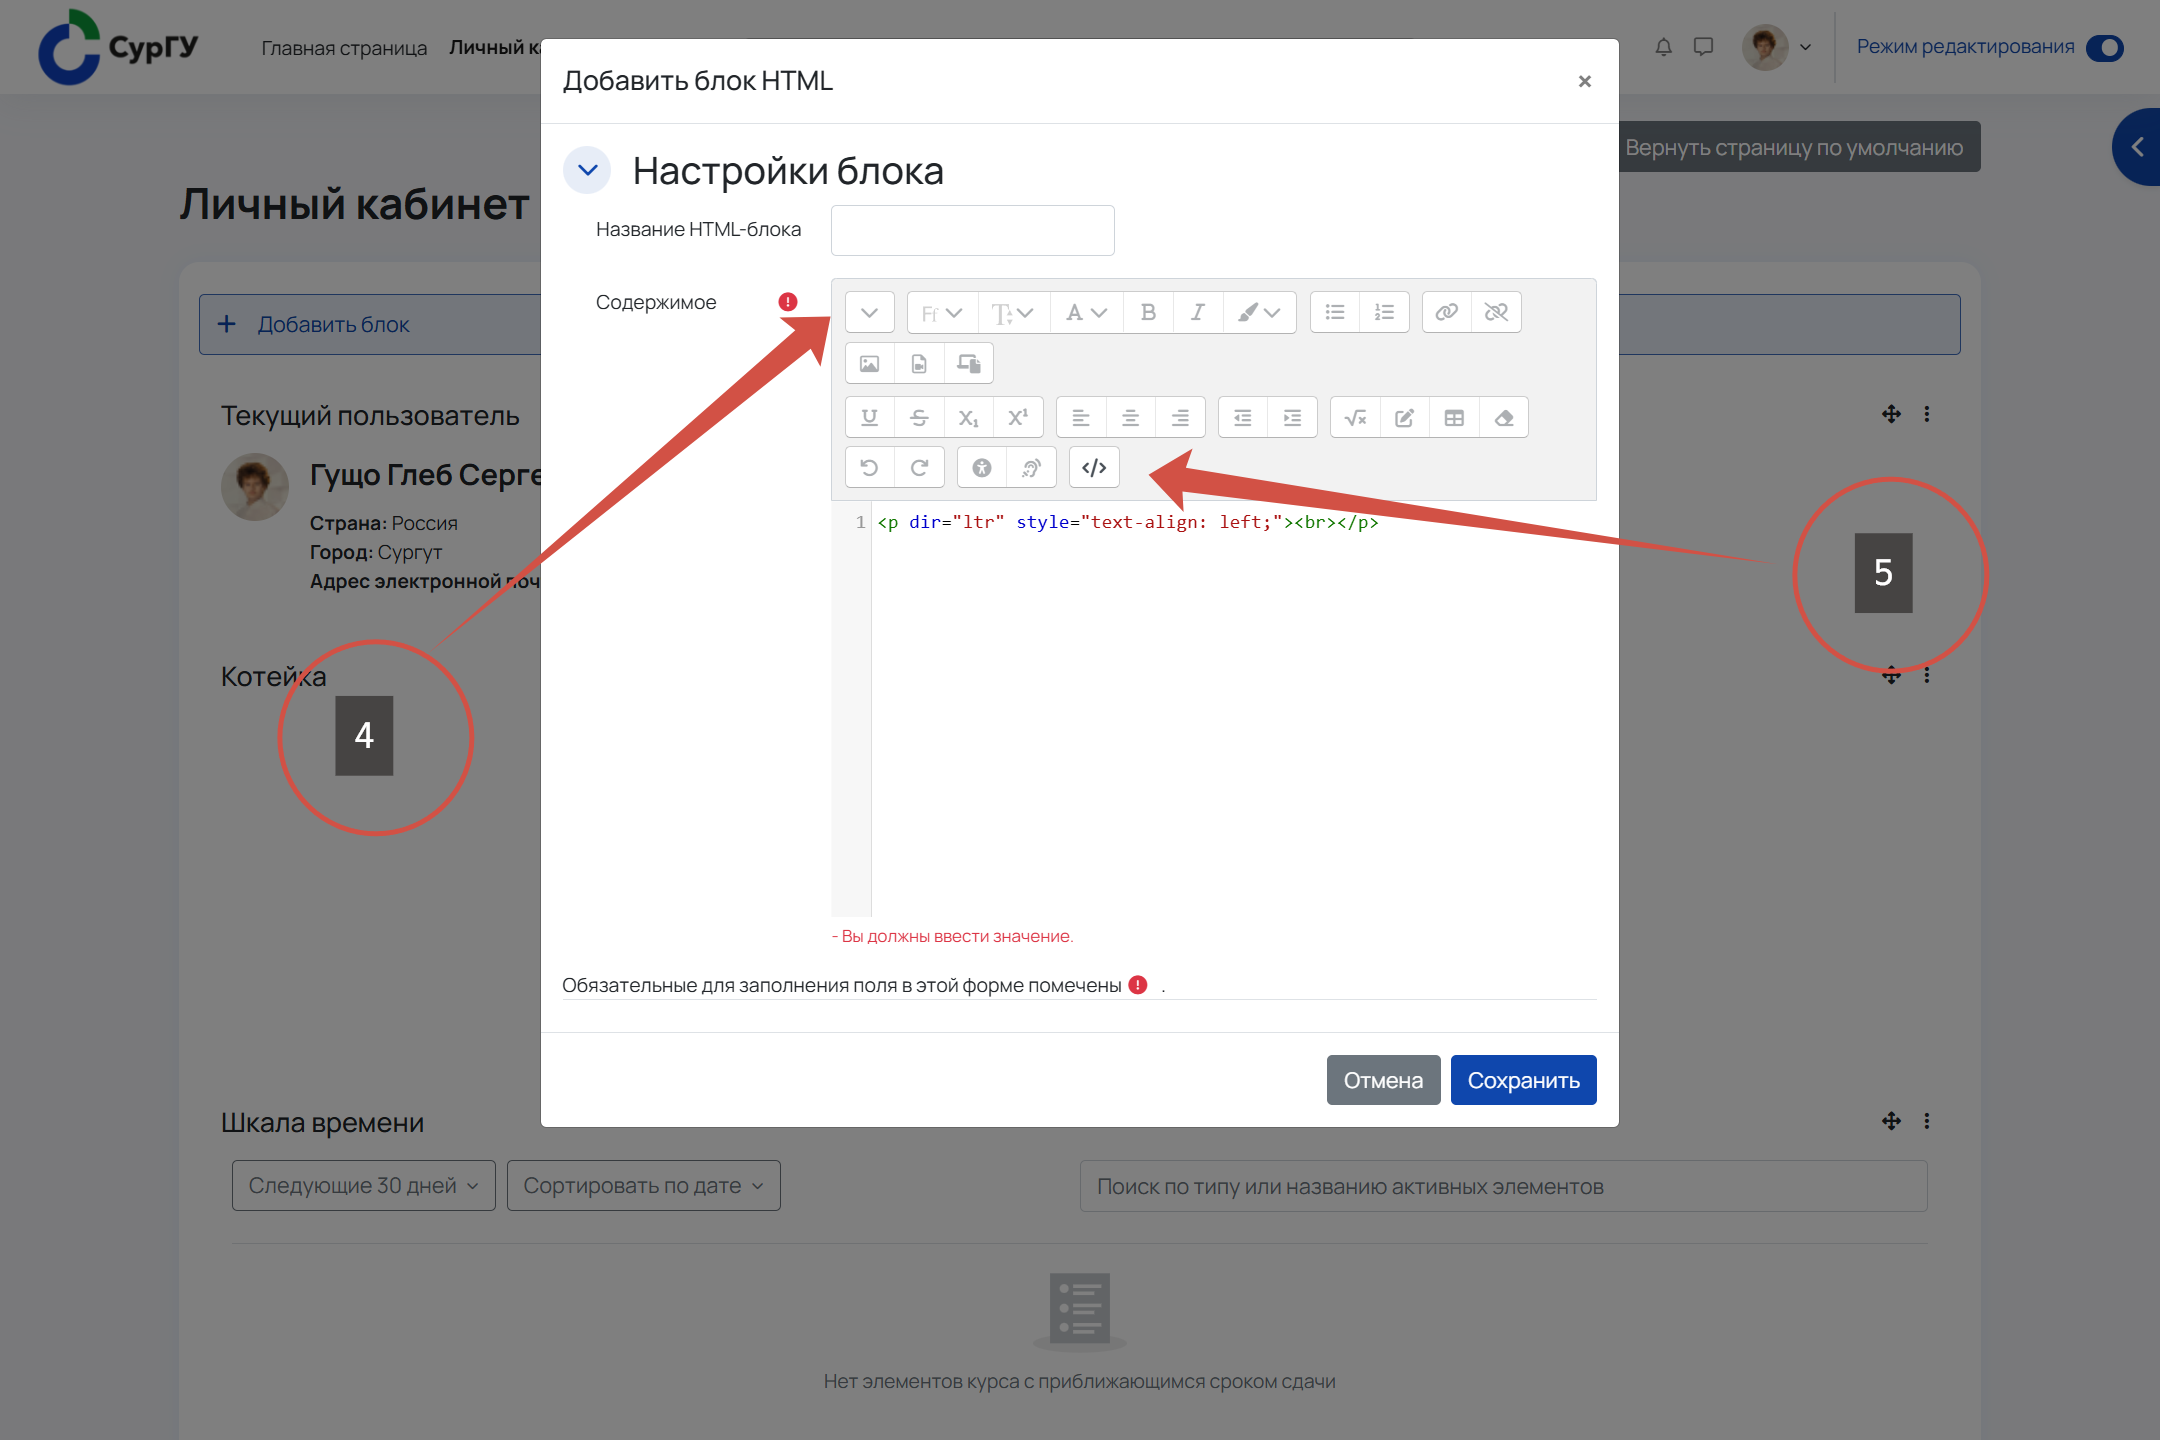 СурГУ
Главная страница
Личный к
Режим редактирования
Добавить блок HTML
Вернуть страницу по умолчанию
Настройки блока
Личный кабинет
Название HTML-блока
Содержимое
Добавить блок
Текущий пользователь
Гущо Глеб Серге
Страна: Россия
Город: Сургут
Адрес электронной поч
1 <p dir="ltr" style="text-align: left;"><br></p>
5
Котейка
4
- Вы должны ввести значение.
Обязательные для заполнения поля в этой форме помечены .
Отмена
Сохранить
Шкала времени
Следующие 30 дней
Сортировать по дате
Поиск по типу или названию активных элементов
Нет элементов курса с приближающимся сроком сдачи